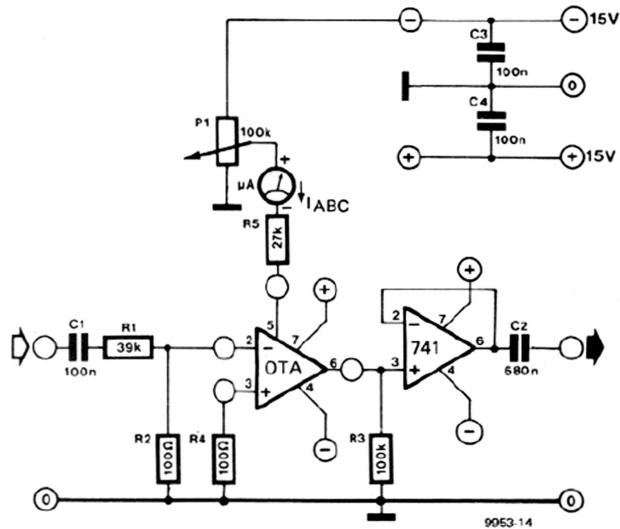 − − 15V
C3
100n
0
C4
100n
+ + 15V
P1
100k
+
µA
−
↓IABC
R5
27k
+
+
5
7
2
−
OTA
6
3
+
4
−
2
−
7
741
6
3
+
4
−
C1
100n
R1
39k
C2
680n
R2
100Ω
R4
100Ω
R3
100k
0
0
9953-14